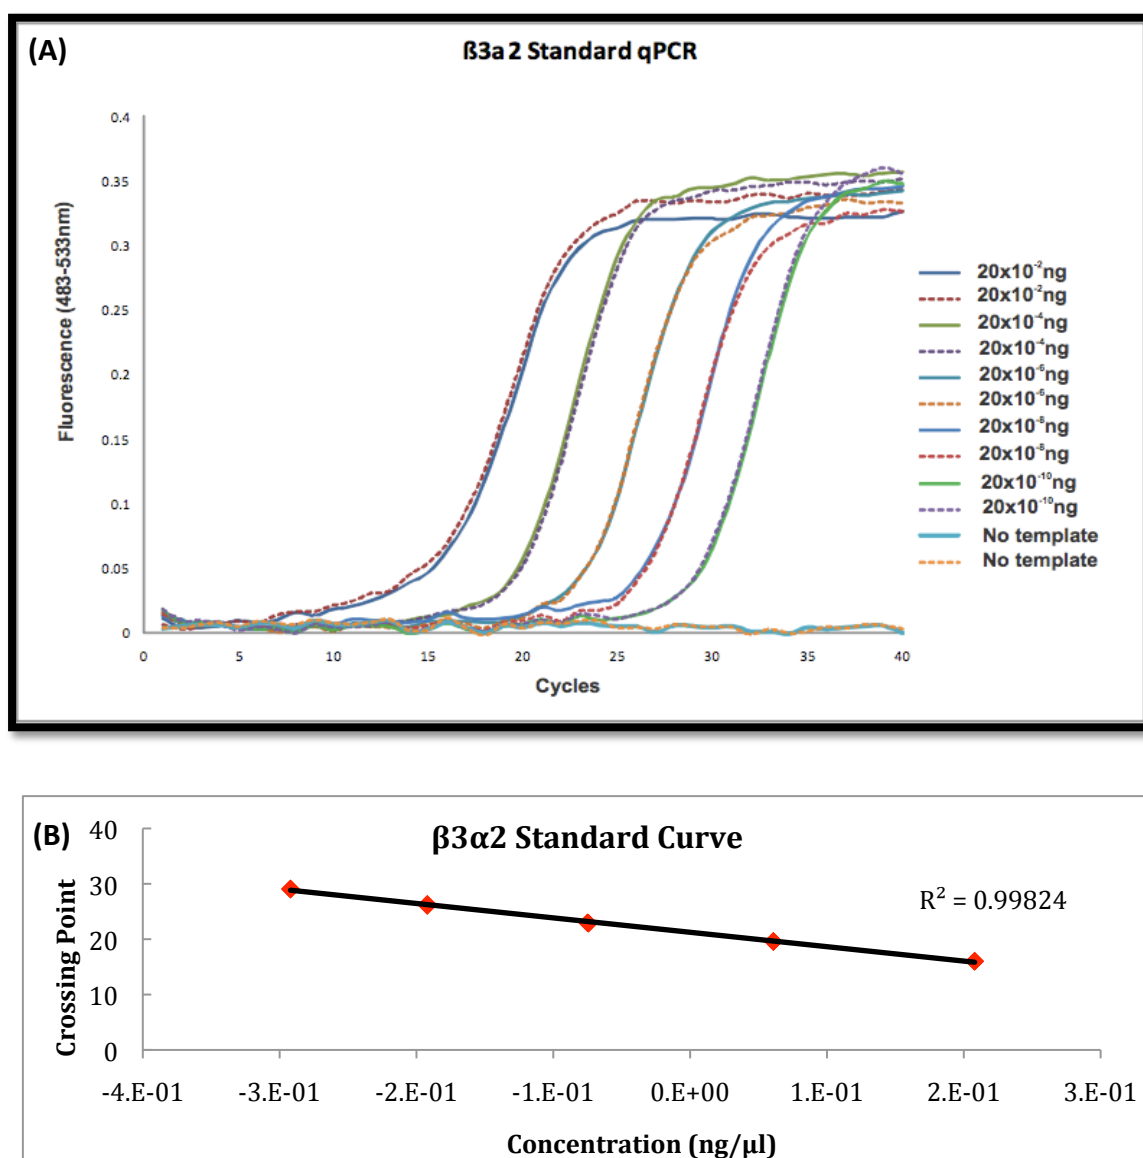 (A)
ß3a2 Standard qPCR
Fluorescence (483-533nm)
0.4
0.35
0.3
0.25
0.2
0.15
0.1
0.05
0
0 5 10 15 20 25 30 35 40
Cycles
20x10⁻²ng
20x10⁻²ng
20x10⁻⁴ng
20x10⁻⁴ng
20x10⁻⁶ng
20x10⁻⁶ng
20x10⁻⁸ng
20x10⁻⁸ng
20x10⁻¹⁰ng
20x10⁻¹⁰ng
No template
No template
(B)
β3α2 Standard Curve
Crossing Point
40
30
20
10
0
R² = 0.99824
-4.E-01 -3.E-01 -2.E-01 -1.E-01 0.E+00 1.E-01 2.E-01 3.E-01
Concentration (ng/µl)